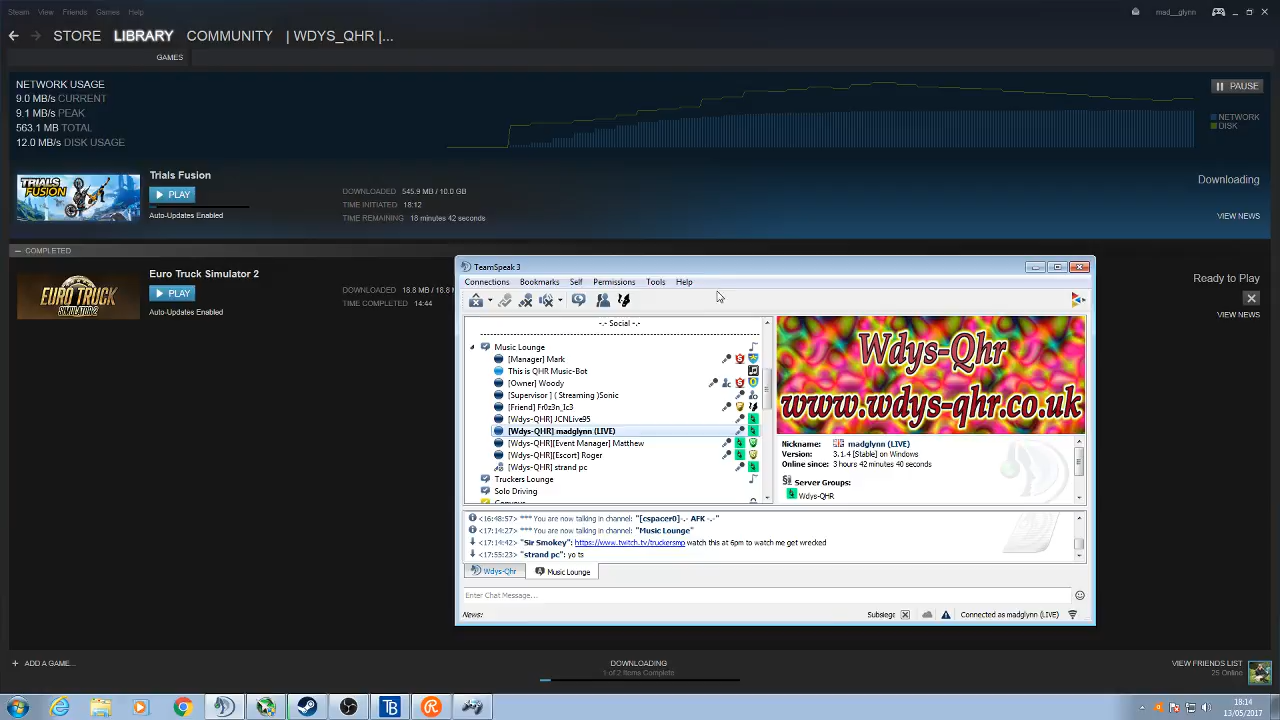 Steam View Friends Games Help
mad__glynn
STORE LIBRARY COMMUNITY | WDYS_QHR |...
GAMES
NETWORK USAGE
9.0 MB/s CURRENT
9.1 MB/s PEAK
563.1 MB TOTAL
12.0 MB/s DISK USAGE
PAUSE
NETWORK
DISK
TRIALS FUSION
Trials Fusion
PLAY
Auto-Updates Enabled
DOWNLOADED 545.9 MB / 10.0 GB
TIME INITIATED 18:12
TIME REMAINING 18 minutes 42 seconds
Downloading
VIEW NEWS
COMPLETED
EURO TRUCK SIMULATOR 2
Euro Truck Simulator 2
PLAY
Auto-Updates Enabled
DOWNLOADED 18.8 MB / 18.8 M
TIME COMPLETED 14:44
Ready to Play
VIEW NEWS
TeamSpeak 3
Connections Bookmarks Self Permissions Tools Help
-.- Social -.-
Music Lounge
[Manager] Mark
This is QHR Music-Bot
[Owner] Woody
[Supervisor ] ( Streaming )Sonic
[Friend] Fr0z3n_Ic3
[Wdys-QHR] JCNLive95
[Wdys-QHR] madglynn (LIVE)
[Wdys-QHR][Event Manager] Matthew
[Wdys-QHR][Escort] Roger
[Wdys-QHR] strand pc
Truckers Lounge
Solo Driving
Wdys-Qhr
www.wdys-qhr.co.uk
Nickname: madglynn (LIVE)
Version: 3.1.4 [Stable] on Windows
Online since: 3 hours 42 minutes 40 seconds
Server Groups:
Wdys-QHR
<16:48:57> *** You are now talking in channel: "[cspacer0]-.- AFK -.-"
<17:14:27> *** You are now talking in channel: "Music Lounge"
<17:14:42> "Sir Smokey": https://www.twitch.tv/truckersmp watch this at 6pm to watch me get wrecked
<17:55:23> "strand pc": yo ts
Wdys-Qhr Music Lounge
Enter Chat Message...
News:
Subsiege
Connected as madglynn (LIVE)
ADD A GAME...
DOWNLOADING
1 of 2 Items Complete
VIEW FRIENDS LIST
25 Online
TB
18:14
13/05/2017